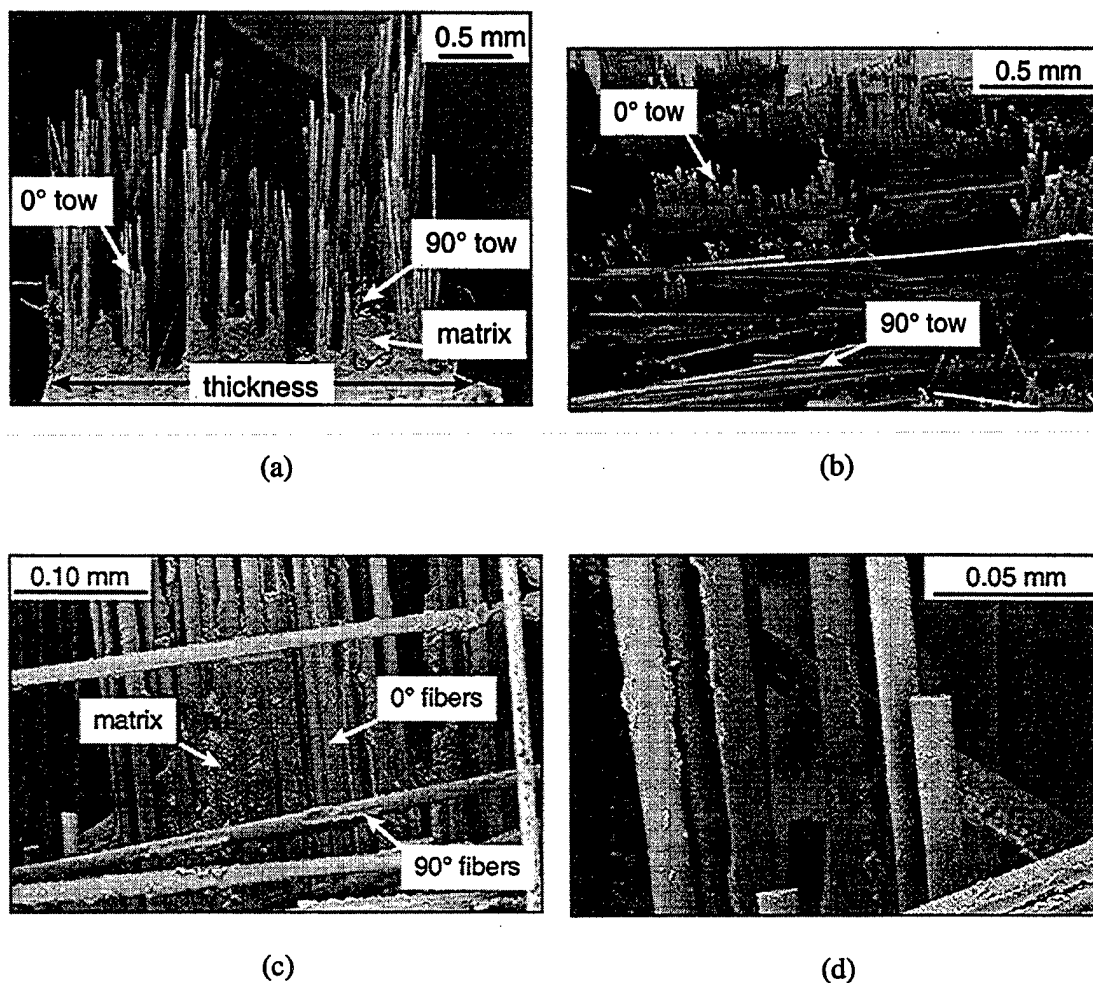 0.5 mm
0° tow
90° tow
matrix
thickness
(a)
0.5 mm
0° tow
90° tow
(b)
0.10 mm
0° fibers
matrix
90° fibers
(c)
0.05 mm
(d)